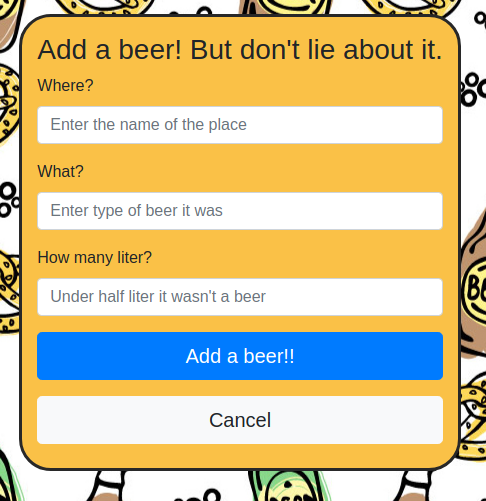 Add a beer! But don't lie about it.
Where?
Enter the name of the place
What?
Enter type of beer it was
How many liter?
Under half liter it wasn't a beer
Add a beer!!
Cancel